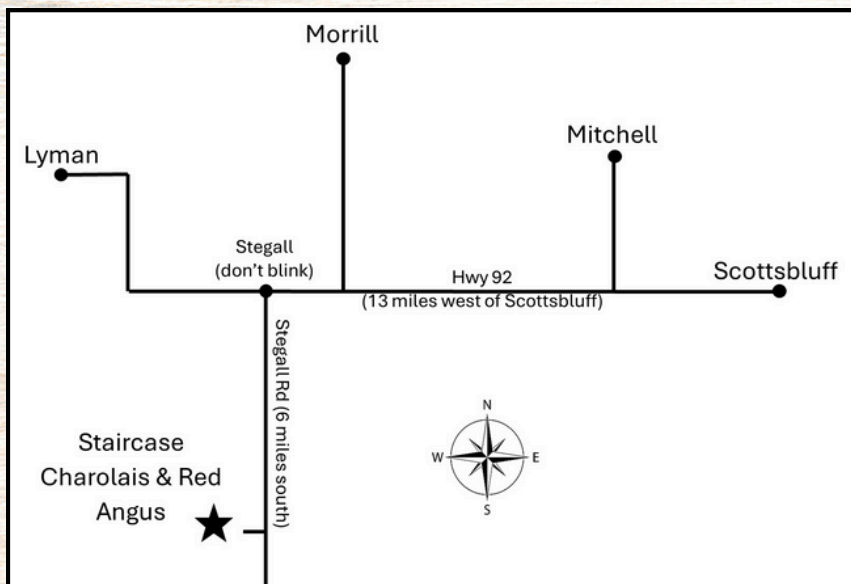 Morrill
Mitchell
Lyman
Stegall
(don't blink)
Hwy 92
Scottsbluff
(13 miles west of Scottsbluff)
Stegall Rd (6 miles south)
N
W
E
S
Staircase
Charolais & Red
Angus